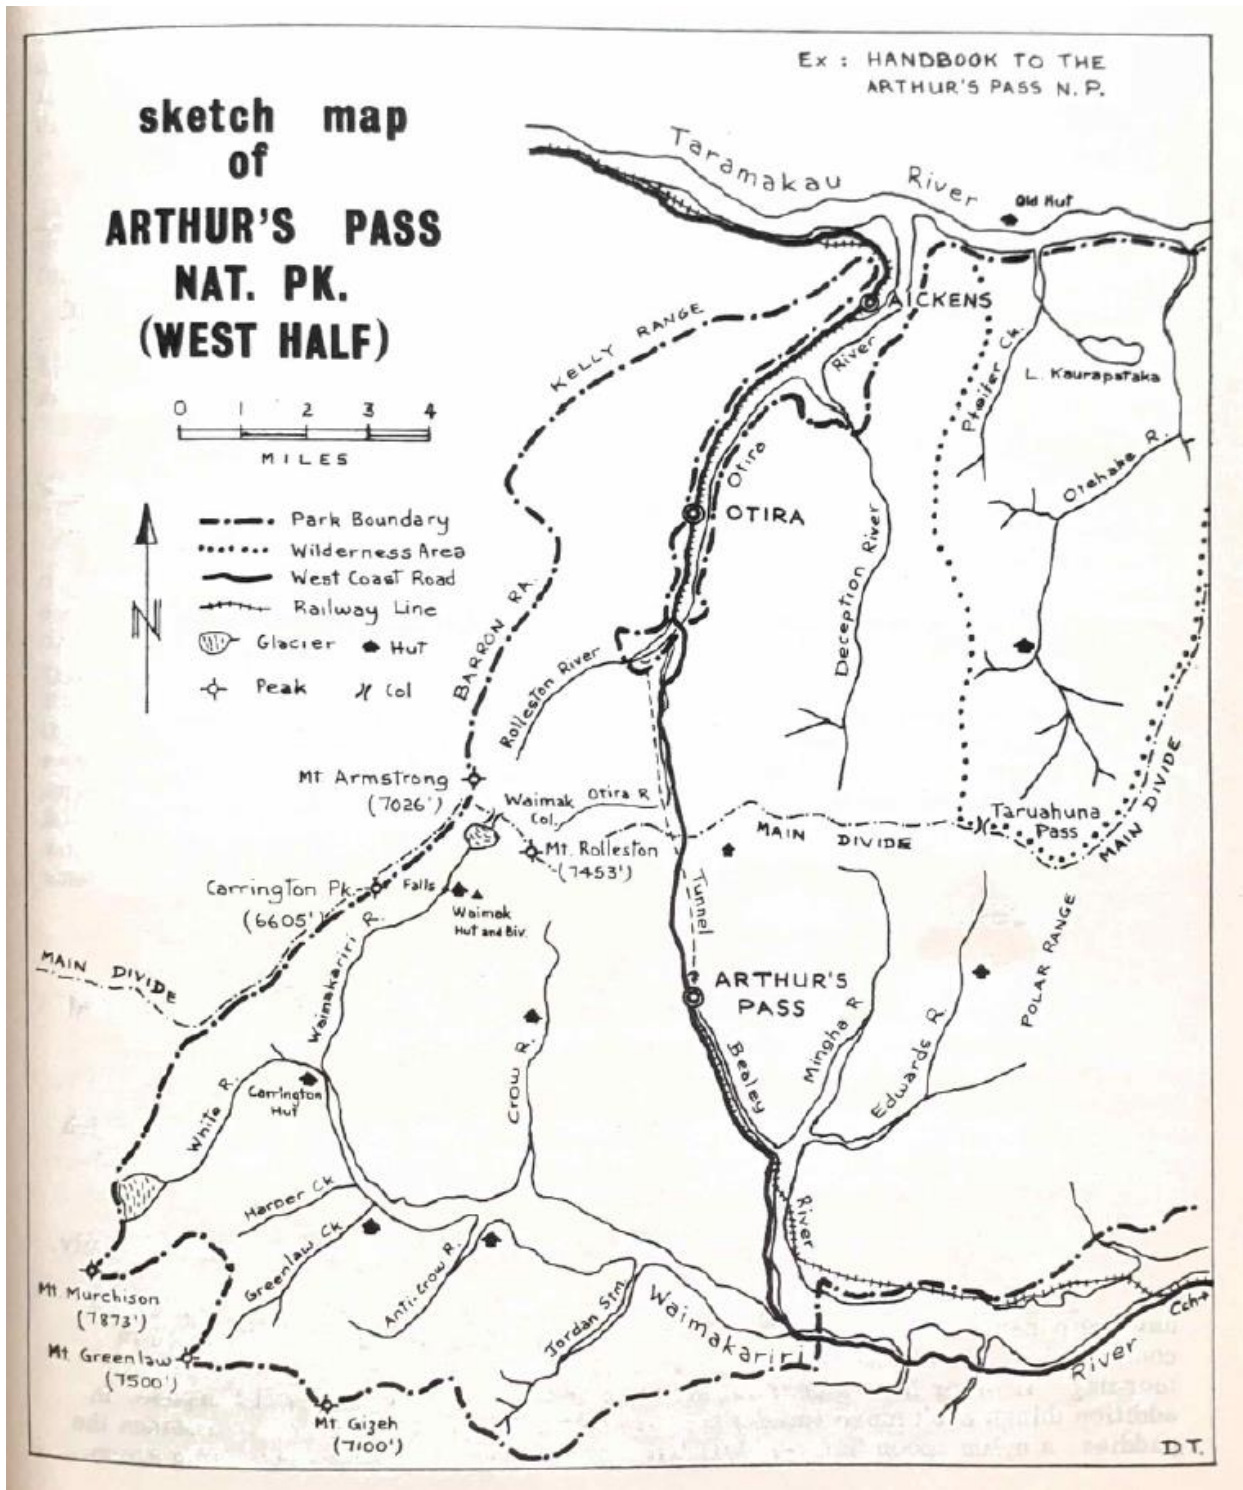 Ex : HANDBOOK TO THE
ARTHUR'S PASS N.P.
sketch map
of
ARTHUR'S PASS
NAT. PK.
(WEST HALF)
0 1 2 3 4
MILES
Park Boundary
Wilderness Area
West Coast Road
Railway Line
Glacier Hut
Peak Col
N
Taramakau River
Old Hut
AICKENS
KELLY RANGE
River
Pfeifer Ck.
L. Kaurapataka
Otehake R.
Otira
OTIRA
Deception River
BARRON RA.
Rolleston River
Mt Armstrong
(7026')
Waimak
Col.
Otira R
Mt. Rolleston
(7453')
MAIN DIVIDE
Taruahuna
Pass
MAIN DIVIDE
Carrington Pk.
(6605')
Falls
Waimak
Hut and Biv.
Tunnel
MAIN DIVIDE
Waimakariri R.
ARTHUR'S
PASS
POLAR RANGE
Mingha R
Edwards R.
Bealey
River
Crow R.
White R.
Carrington
Hut
Harper Ck
Greenlaw Ck
Anti-Crow R.
Jordan Stm.
Waimakariri
River
Cch
Mt. Murchison
(7873')
Mt. Greenlaw
(7500')
Mt. Gizeh
(7100')
D.T.